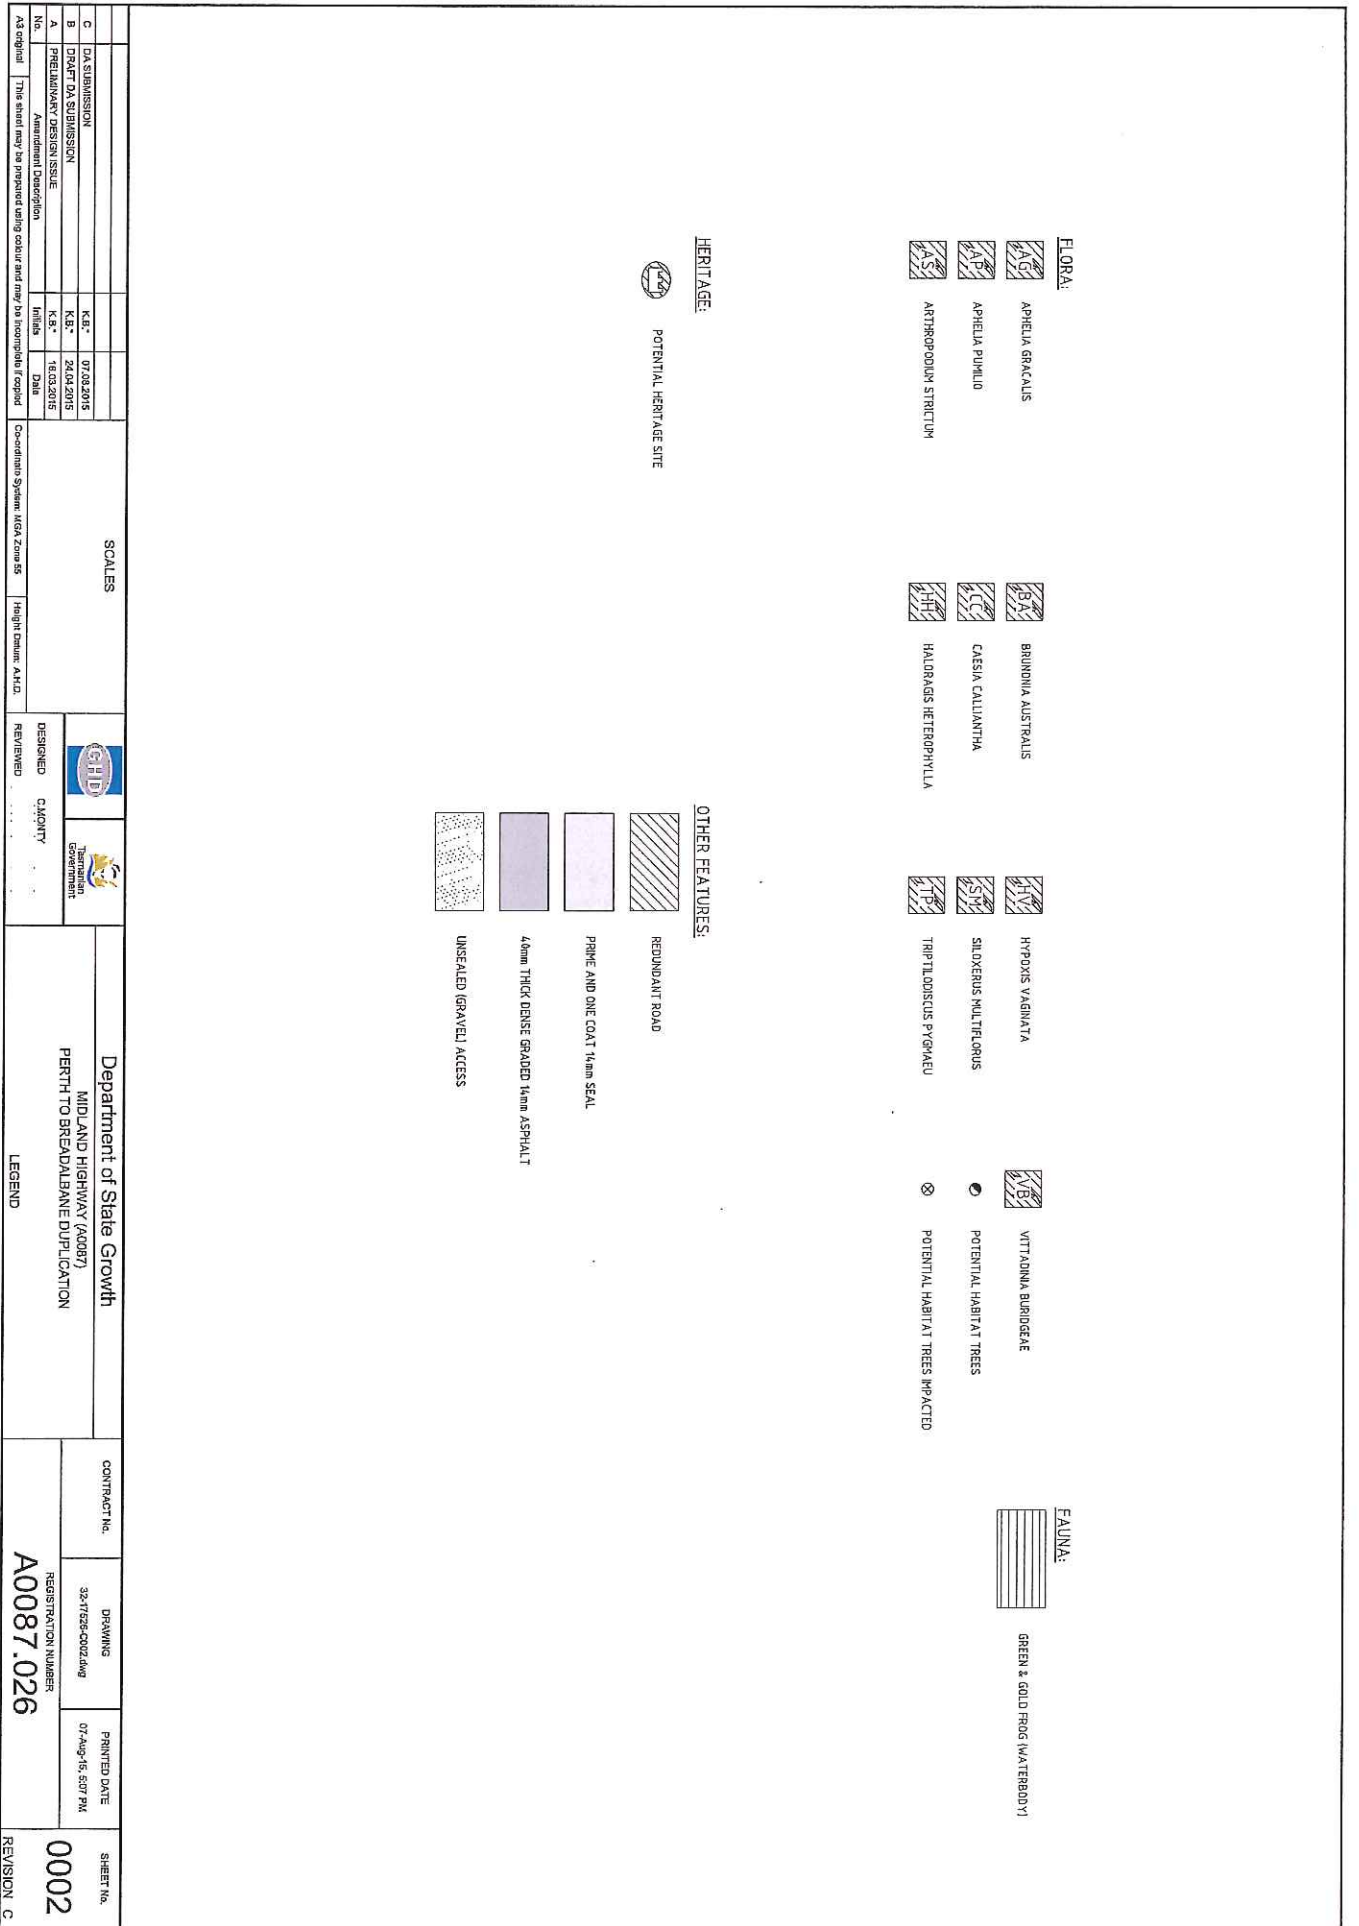 FLORA:
AG APHELIA GRACALIS
AP APHELIA PUMILIO
AS ARTHROPODIUM STRICTUM
BA BRUNONIA AUSTRALIS
CC CAESIA CALLIANTHA
HH HALORAGIS HETEROPHYLLA
HV HYPOXIS VAGINATA
SM SILOXERUS MULTIFLORUS
TP TRIPTILODISCUS PYGMAEU
VB VITTADINIA BURIDGEAE
POTENTIAL HABITAT TREES
POTENTIAL HABITAT TREES IMPACTED
FAUNA:
GREEN & GOLD FROG (WATERBODY)
HERITAGE:
POTENTIAL HERITAGE SITE
OTHER FEATURES:
REDUNDANT ROAD
PRIME AND ONE COAT 14mm SEAL
40mm THICK DENSE GRADED 14mm ASPHALT
UNSEALED (GRAVEL) ACCESS
C DA SUBMISSION K.B.* 07.08.2015
B DRAFT DA SUBMISSION K.B.* 24.04.2015
A PRELIMINARY DESIGN ISSUE K.B.* 16.03.2015
No. Amendment Description Initials Date
A3 original This sheet may be prepared using colour and may be incomplete if copied
SCALES
Co-ordinate System: MGA Zone 55 Height Datum: A.H.D.
GHD
Tasmanian
Government
DESIGNED C.MONTY
REVIEWED
Department of State Growth
MIDLAND HIGHWAY (A0087)
PERTH TO BREADALBANE DUPLICATION
LEGEND
CONTRACT No.
DRAWING
32-17526-C002.dwg
PRINTED DATE
07-Aug-15, 5:07 PM
SHEET No.
0002
REGISTRATION NUMBER
A0087.026
REVISION C